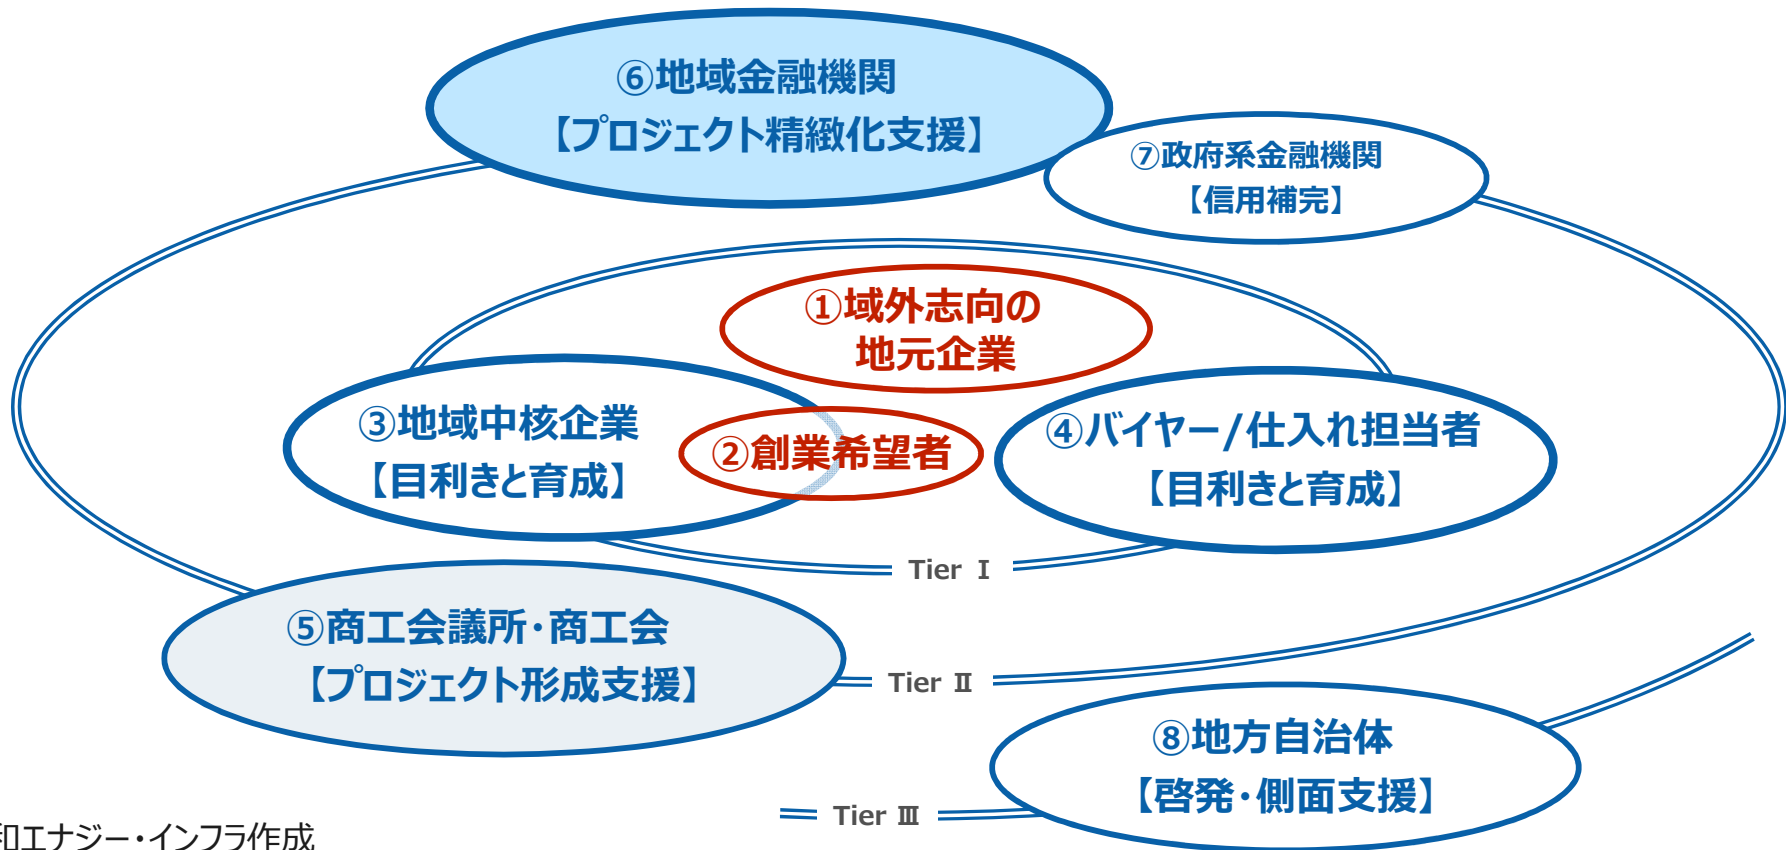 ⑥地域金融機関
【プロジェクト精緻化支援】
⑦政府系金融機関
【信用補完】
①域外志向の
地元企業
③地域中核企業
【目利きと育成】
②創業希望者
④バイヤー/仕入れ担当者
【目利きと育成】
Tier Ⅰ
⑤商工会議所・商工会
【プロジェクト形成支援】
Tier Ⅱ
⑧地方自治体
【啓発・側面支援】
Tier Ⅲ
和エナジー・インフラ作成